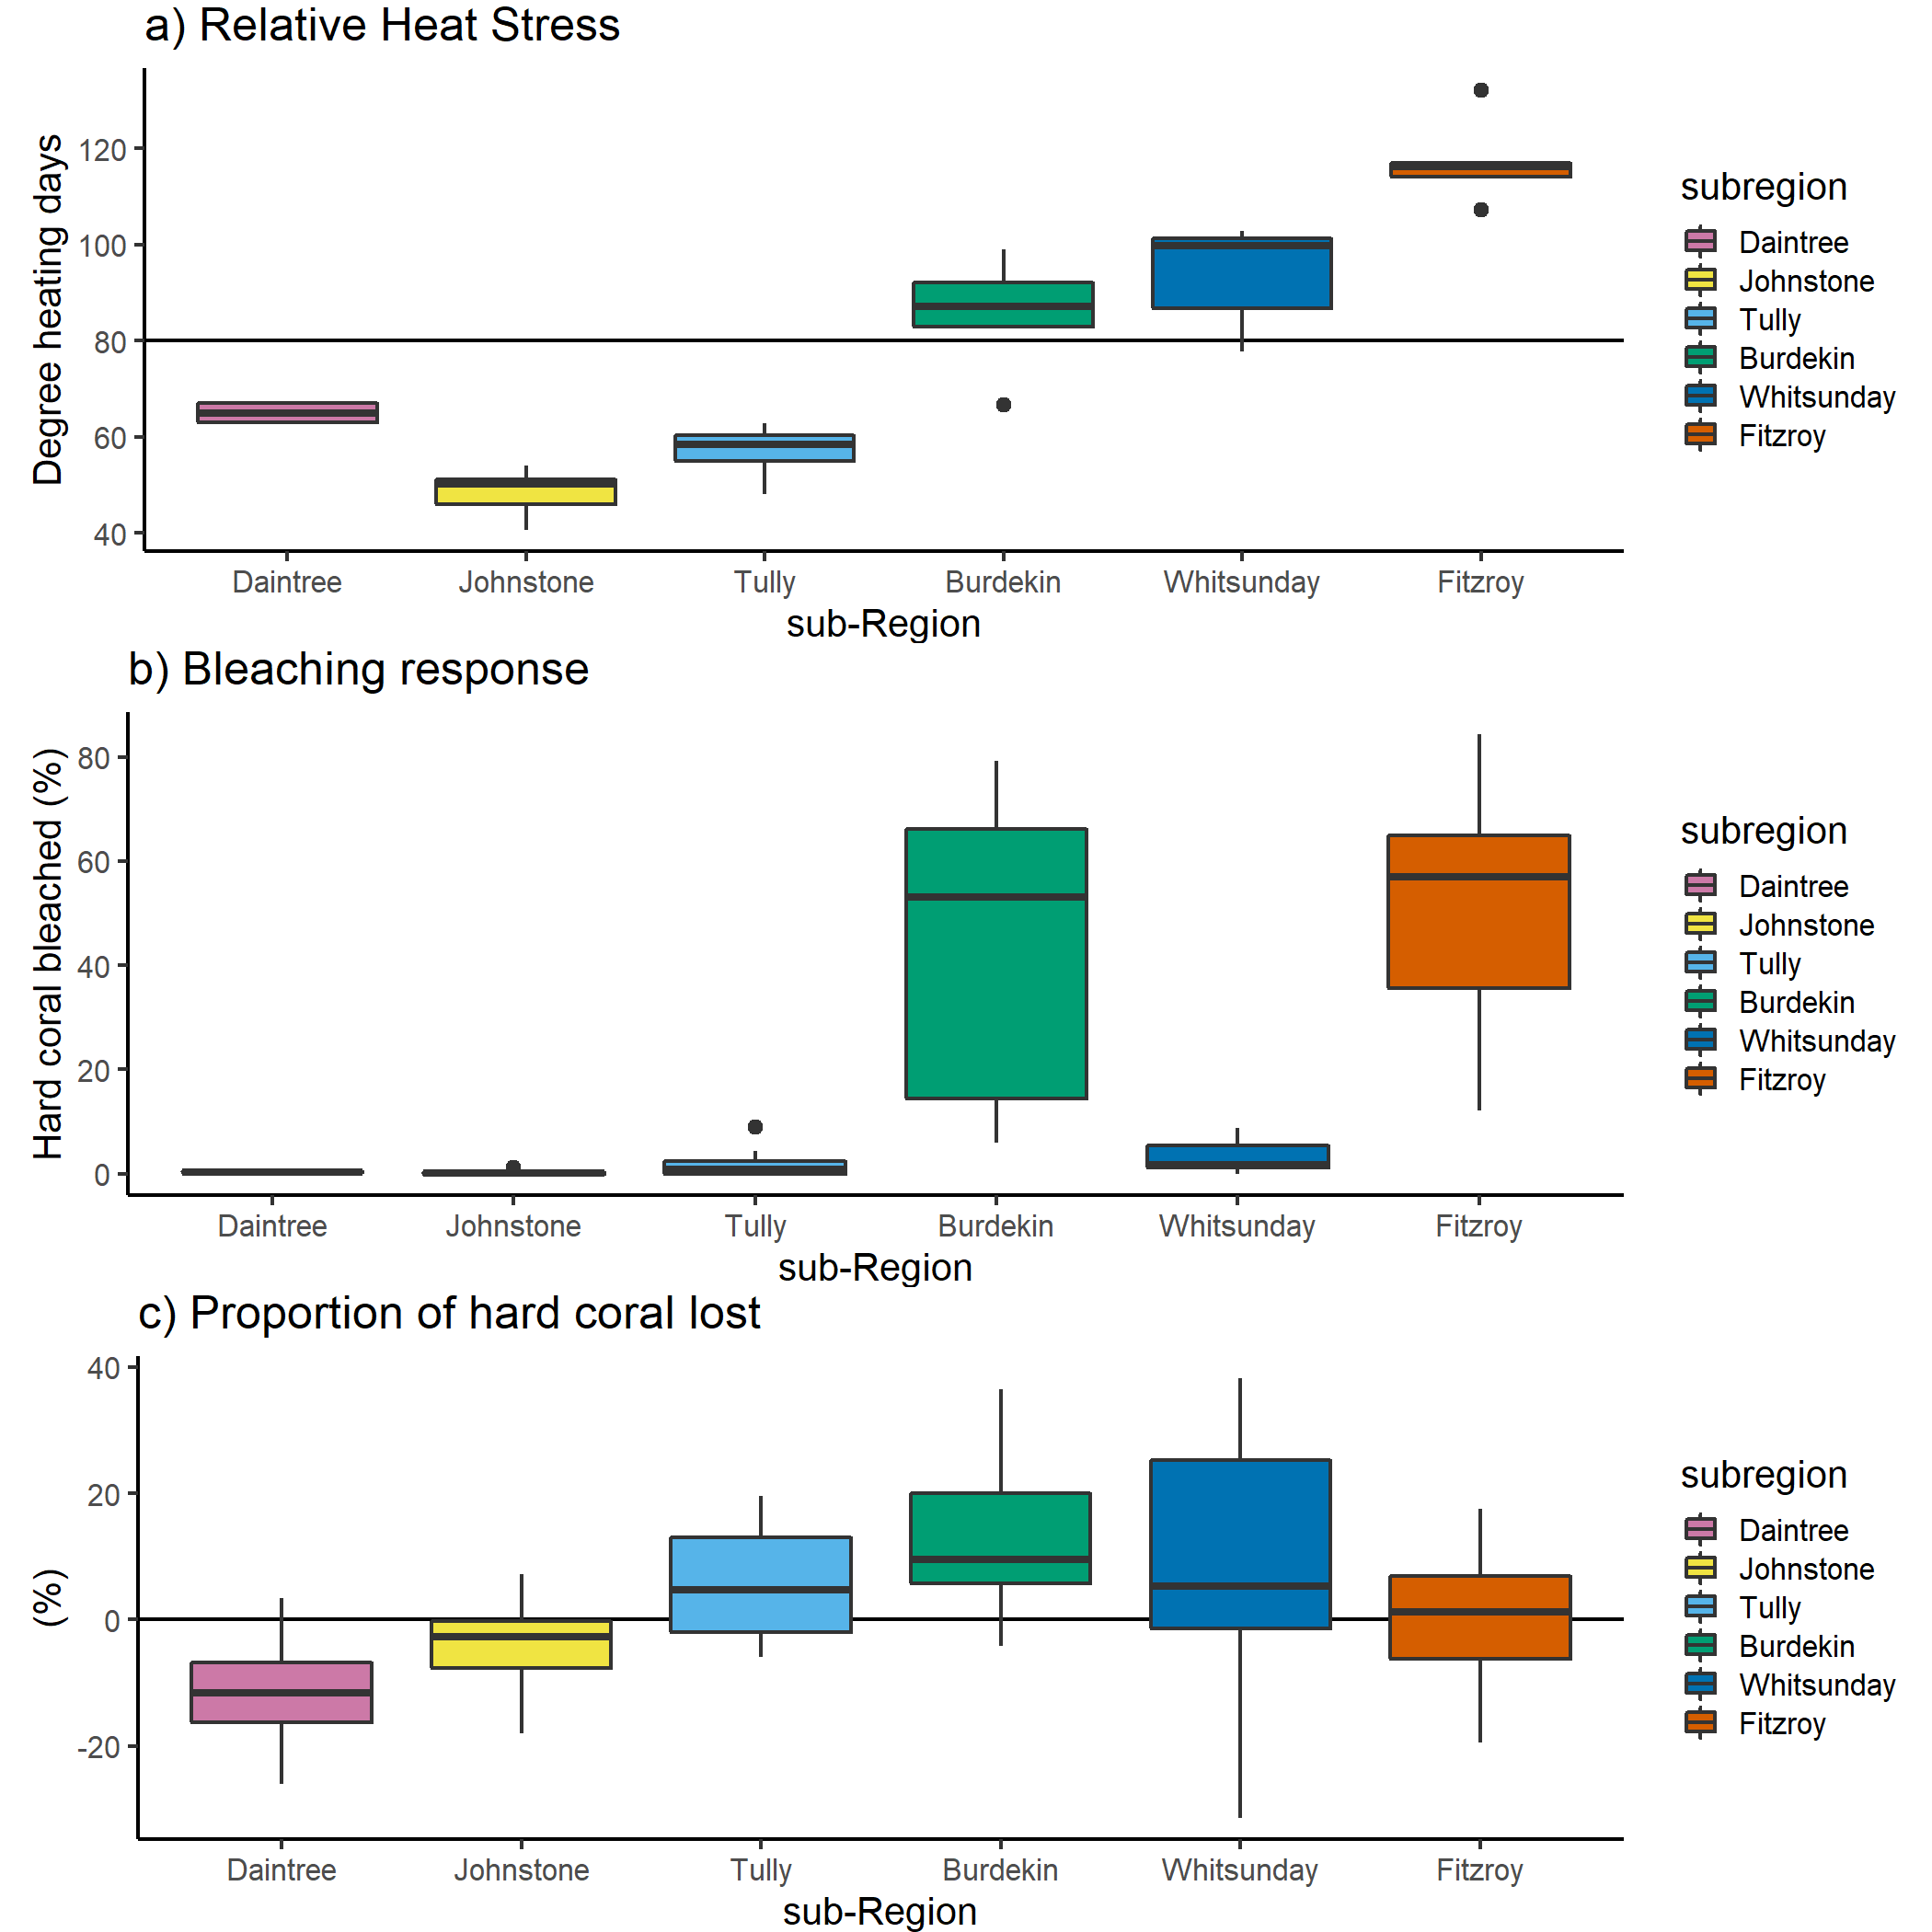 a) Relative Heat Stress
Degree heating days
120
100
80
60
40
Daintree Johnstone Tully Burdekin Whitsunday Fitzroy
sub-Region
subregion
Daintree
Johnstone
Tully
Burdekin
Whitsunday
Fitzroy
b) Bleaching response
Hard coral bleached (%)
80
60
40
20
0
Daintree Johnstone Tully Burdekin Whitsunday Fitzroy
sub-Region
subregion
Daintree
Johnstone
Tully
Burdekin
Whitsunday
Fitzroy
c) Proportion of hard coral lost
(%)
40
20
0
-20
Daintree Johnstone Tully Burdekin Whitsunday Fitzroy
sub-Region
subregion
Daintree
Johnstone
Tully
Burdekin
Whitsunday
Fitzroy